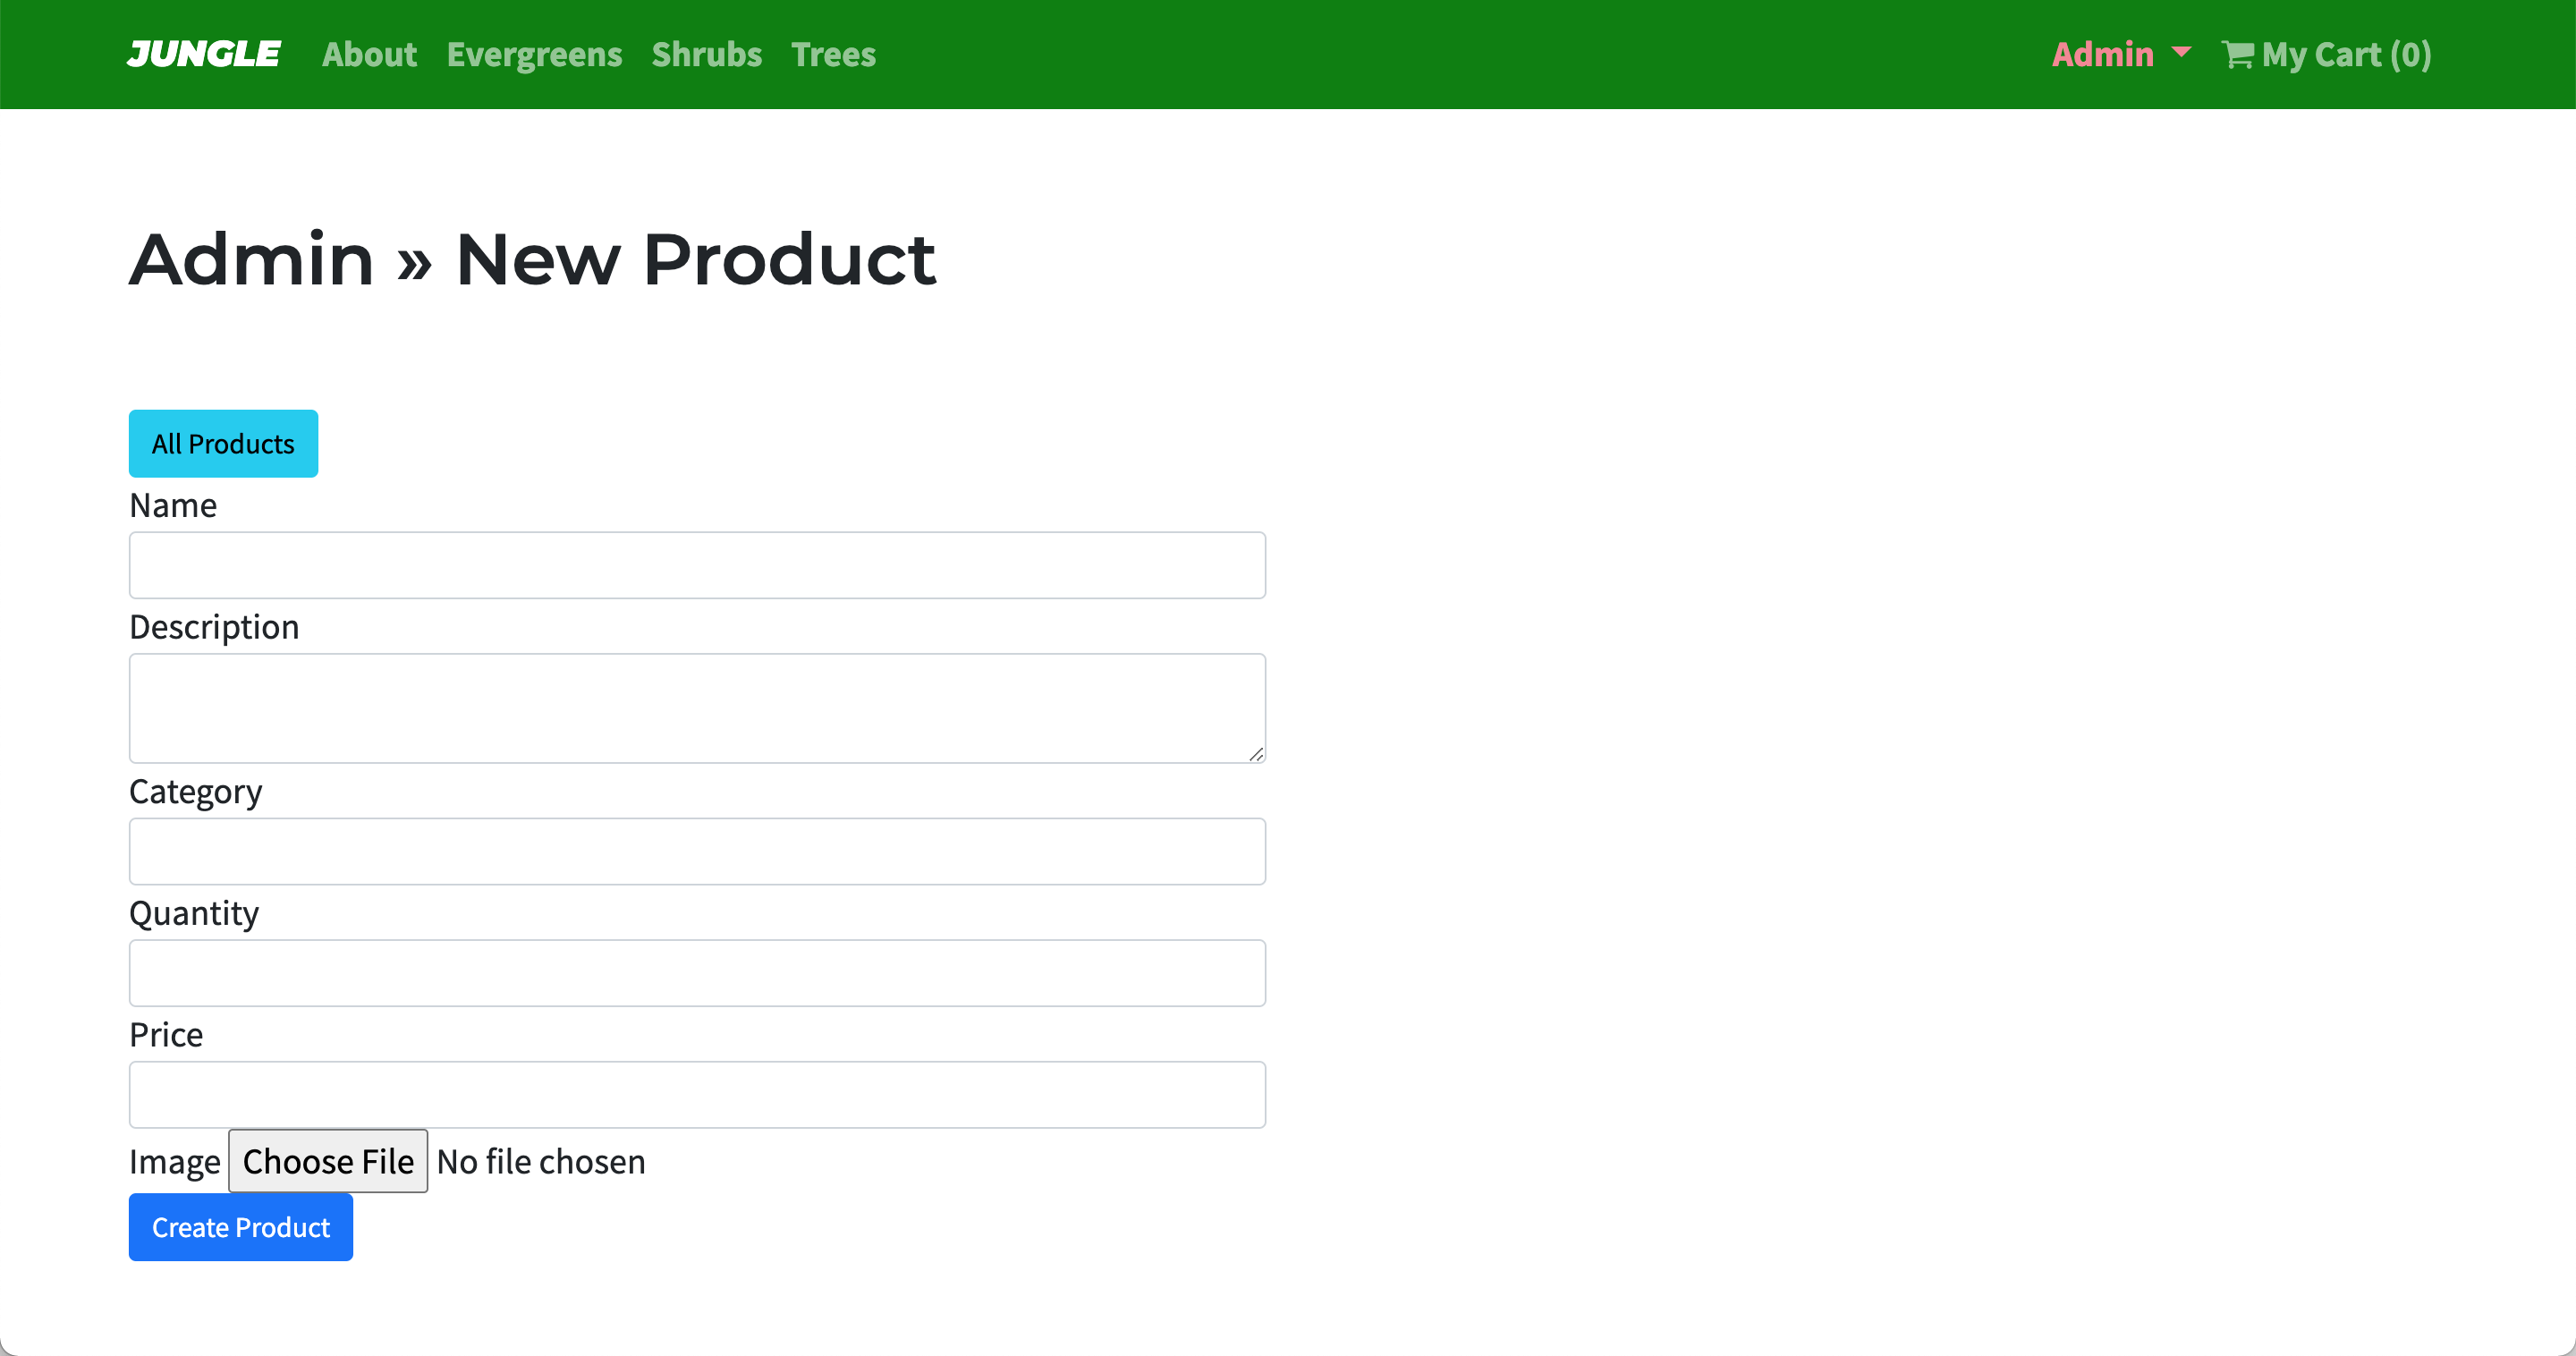 JUNGLE About Evergreens Shrubs Trees Admin My Cart (0)
Admin » New Product
All Products
Name
Description
Category
Quantity
Price
Image Choose File No file chosen
Create Product